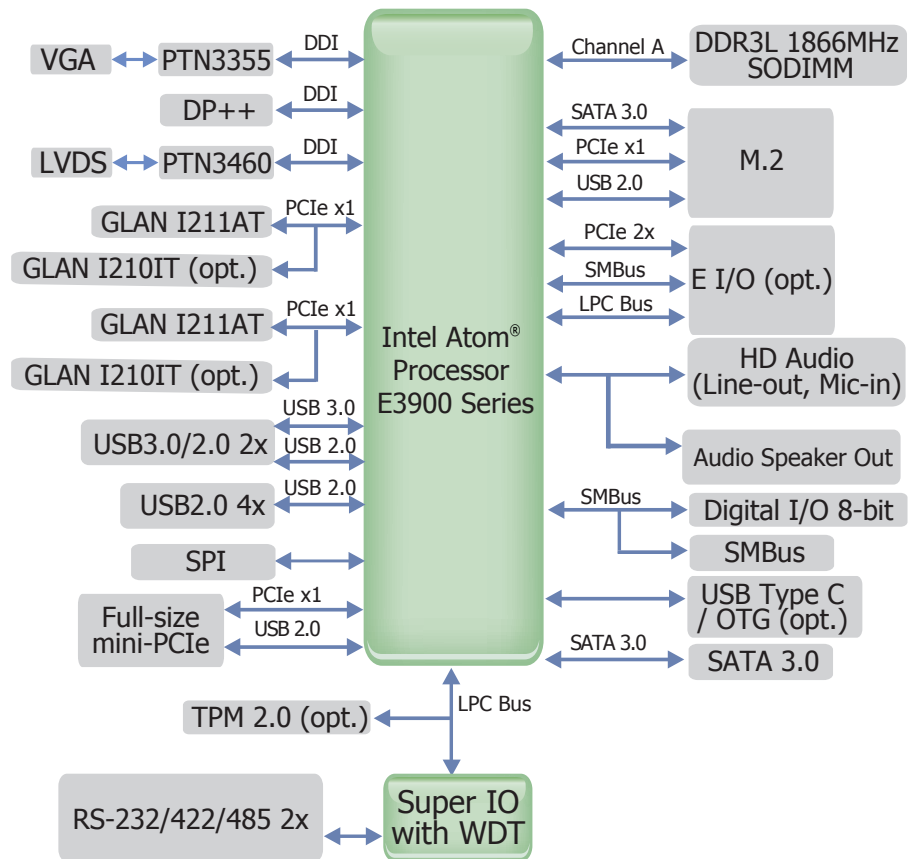 VGA
PTN3355
DDI
DP++
DDI
LVDS
PTN3460
DDI
GLAN I211AT
PCIe x1
GLAN I210IT (opt.)
GLAN I211AT
PCIe x1
GLAN I210IT (opt.)
USB3.0/2.0 2x
USB 3.0
USB 2.0
USB2.0 4x
USB 2.0
SPI
Full-size
mini-PCIe
PCIe x1
USB 2.0
Intel Atom®
Processor
E3900 Series
Channel A
DDR3L 1866MHz
SODIMM
SATA 3.0
PCIe x1
USB 2.0
M.2
PCIe 2x
SMBus
LPC Bus
E I/O (opt.)
HD Audio
(Line-out, Mic-in)
Audio Speaker Out
SMBus
Digital I/O 8-bit
SMBus
USB Type C
/ OTG (opt.)
SATA 3.0
SATA 3.0
LPC Bus
TPM 2.0 (opt.)
Super IO
with WDT
RS-232/422/485 2x